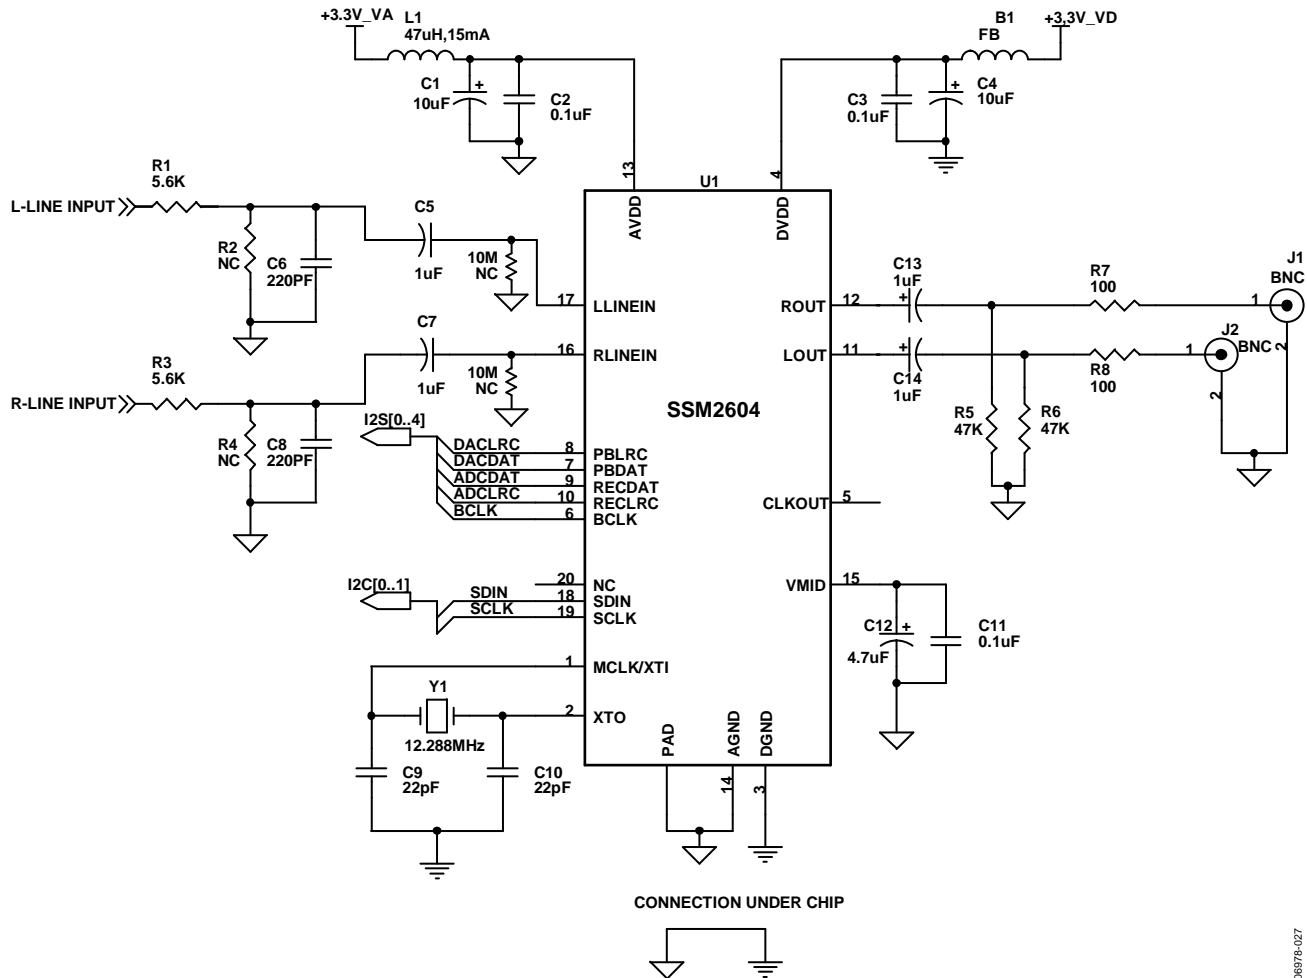 +3.3V_VA
L1
47uH,15mA
C1
10uF
+
C2
0.1uF
B1
FB
+3,3V_VD
C3
0.1uF
+
C4
10uF
13
4
U1
AVDD
DVDD
R1
5.6K
L-LINE INPUT
R2
NC
C6
220PF
C5
1uF
10M
NC
17
LLINEIN
R3
5.6K
R-LINE INPUT
R4
NC
C8
220PF
C7
1uF
10M
NC
16
RLINEIN
SSM2604
ROUT
12
C13
1uF
+
R7
100
1
J1
BNC
2
LOUT
11
+
C14
1uF
R8
100
1
J2
BNC
2
R5
47K
R6
47K
I2S[0..4]
DACLRC
8
PBLRC
DACDAT
7
PBDAT
ADCDAT
9
RECDAT
ADCLRC
10
RECLRC
BCLK
6
BCLK
CLKOUT
5
I2C[0..1]
20
NC
SDIN
18
SDIN
SCLK
19
SCLK
VMID
15
C12
+
4.7uF
C11
0.1uF
1
MCLK/XTI
Y1
12.288MHz
2
XTO
C9
22pF
C10
22pF
PAD
AGND
DGND
14
3
CONNECTION UNDER CHIP
06978-027